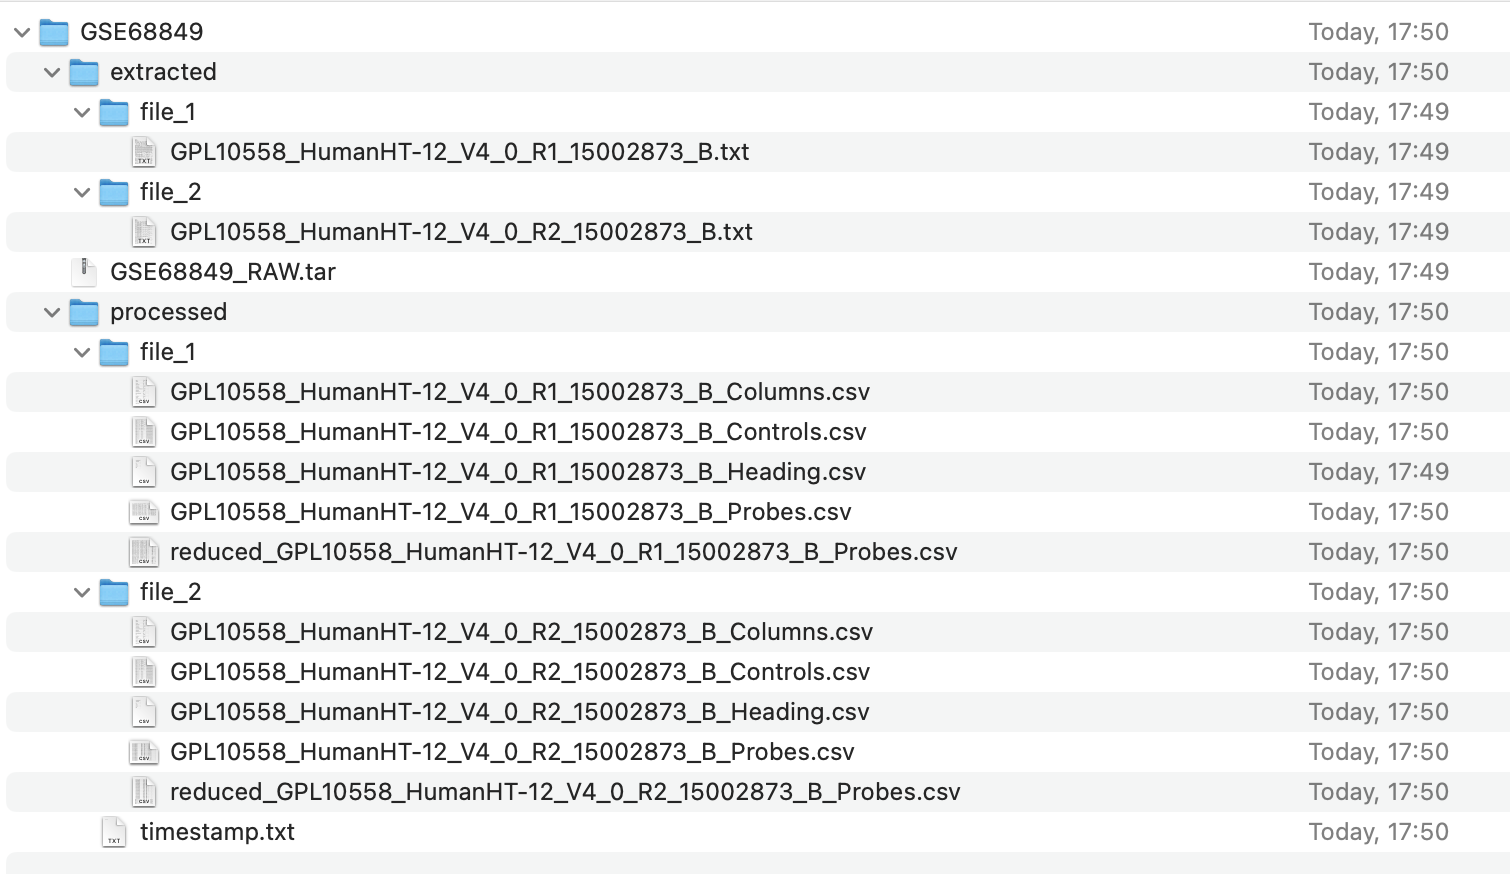 GSE68849 Today, 17:50
extracted Today, 17:50
file_1 Today, 17:49
GPL10558_HumanHT-12_V4_0_R1_15002873_B.txt Today, 17:49
file_2 Today, 17:49
GPL10558_HumanHT-12_V4_0_R2_15002873_B.txt Today, 17:49
GSE68849_RAW.tar Today, 17:49
processed Today, 17:50
file_1 Today, 17:50
GPL10558_HumanHT-12_V4_0_R1_15002873_B_Columns.csv Today, 17:50
GPL10558_HumanHT-12_V4_0_R1_15002873_B_Controls.csv Today, 17:50
GPL10558_HumanHT-12_V4_0_R1_15002873_B_Heading.csv Today, 17:49
GPL10558_HumanHT-12_V4_0_R1_15002873_B_Probes.csv Today, 17:50
reduced_GPL10558_HumanHT-12_V4_0_R1_15002873_B_Probes.csv Today, 17:50
file_2 Today, 17:50
GPL10558_HumanHT-12_V4_0_R2_15002873_B_Columns.csv Today, 17:50
GPL10558_HumanHT-12_V4_0_R2_15002873_B_Controls.csv Today, 17:50
GPL10558_HumanHT-12_V4_0_R2_15002873_B_Heading.csv Today, 17:50
GPL10558_HumanHT-12_V4_0_R2_15002873_B_Probes.csv Today, 17:50
reduced_GPL10558_HumanHT-12_V4_0_R2_15002873_B_Probes.csv Today, 17:50
timestamp.txt Today, 17:50